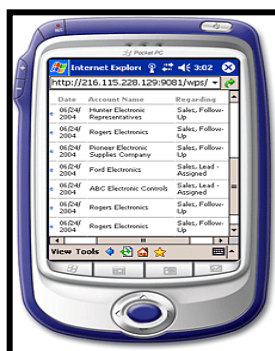 Pocket PC
Internet Explore 3:02
http://216.115.228.129:9081/wps/
Date Account Name Regarding
06/24/ 2004 Hunter Electronic Representatives Sales, Follow-Up
06/24/ 2004 Rogers Electronics Sales, Follow-Up
06/24/ 2004 Pioneer Electronic Supplies Company Sales, Follow-Up
06/24/ 2004 Ford Electronics Sales, Lead - Assigned
06/24/ 2004 ABC Electronic Controls Sales, Lead - Assigned
06/24/ 2004 Rogers Electronics Sales, Follow-Up
06/24/ 2004 Rogers Electronics Sales, Follow-
View Tools